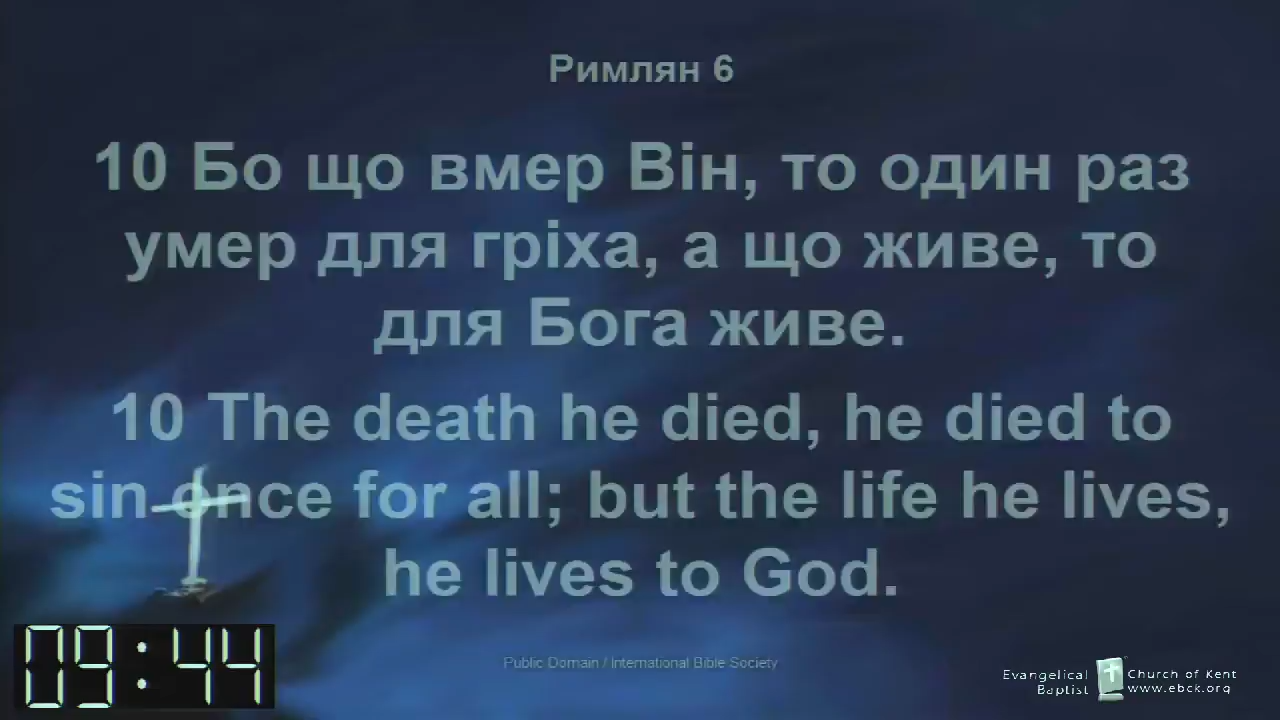 Римлян 6
10 Бо що вмер Він, то один раз
умер для гріха, а що живе, то
для Бога живе.
10 The death he died, he died to
sin once for all; but the life he lives,
he lives to God.
09:44
Public Domain / International Bible Society
Evangelical Church of Kent
Baptist www.ebck.org